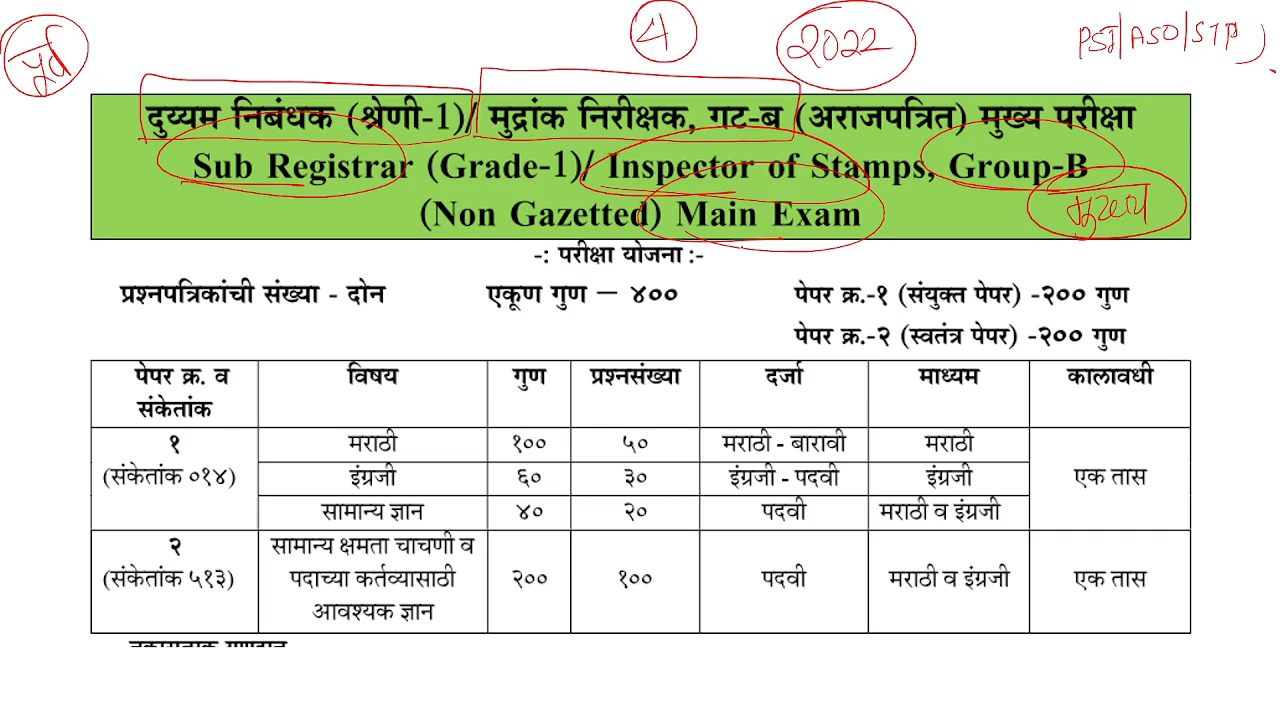 पूर्व
4
2022
PSI/ASO/STI
दुय्यम निबंधक (श्रेणी-1)/ मुद्रांक निरीक्षक, गट-ब (अराजपत्रित) मुख्य परीक्षा
Sub Registrar (Grade-1)/ Inspector of Stamps, Group-B
(Non Gazetted) Main Exam
मुख्य
-: परीक्षा योजना :-
प्रश्नपत्रिकांची संख्या - दोन एकूण गुण – ४०० पेपर क्र.-१ (संयुक्त पेपर) -२०० गुण
पेपर क्र.-२ (स्वतंत्र पेपर) -२०० गुण
पेपर क्र. व संकेतांक विषय गुण प्रश्नसंख्या दर्जा माध्यम कालावधी
१ मराठी १०० ५० मराठी - बारावी मराठी
(संकेतांक ०१४) इंग्रजी ६० ३० इंग्रजी - पदवी इंग्रजी एक तास
सामान्य ज्ञान ४० २० पदवी मराठी व इंग्रजी
२ सामान्य क्षमता चाचणी व
(संकेतांक ५१३) पदाच्या कर्तव्यासाठी २०० १०० पदवी मराठी व इंग्रजी एक तास
आवश्यक ज्ञान